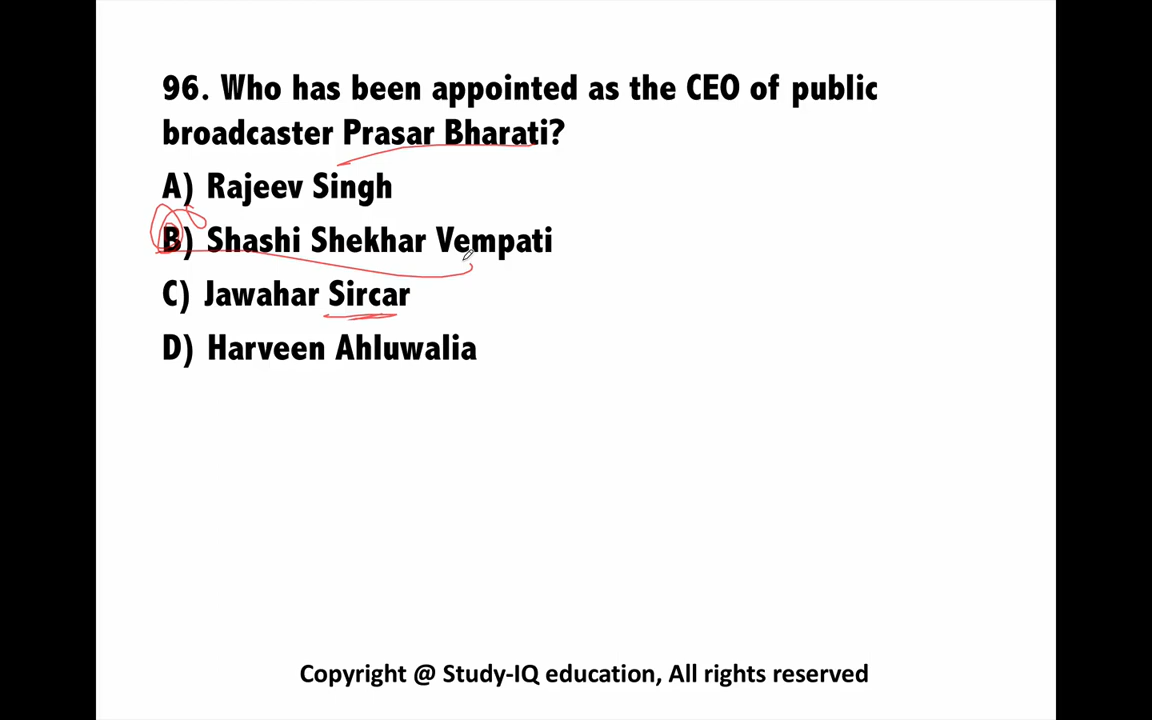 96. Who has been appointed as the CEO of public
broadcaster Prasar Bharati?
A) Rajeev Singh
B) Shashi Shekhar Vempati
C) Jawahar Sircar
D) Harveen Ahluwalia
Copyright @ Study-IQ education, All rights reserved